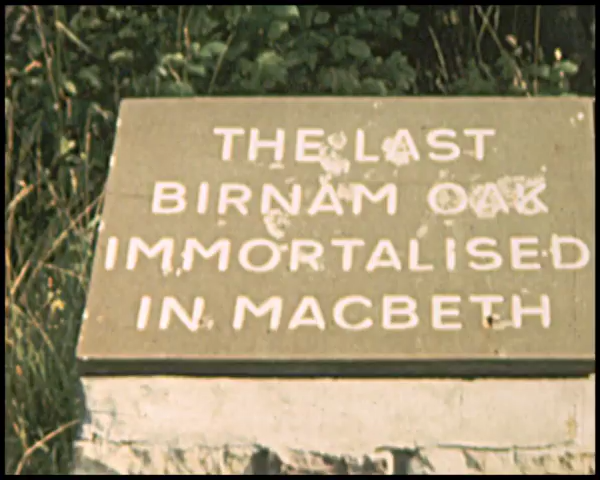 THE LAST
BIRNAM OAK
IMMORTALISED
IN MACBETH